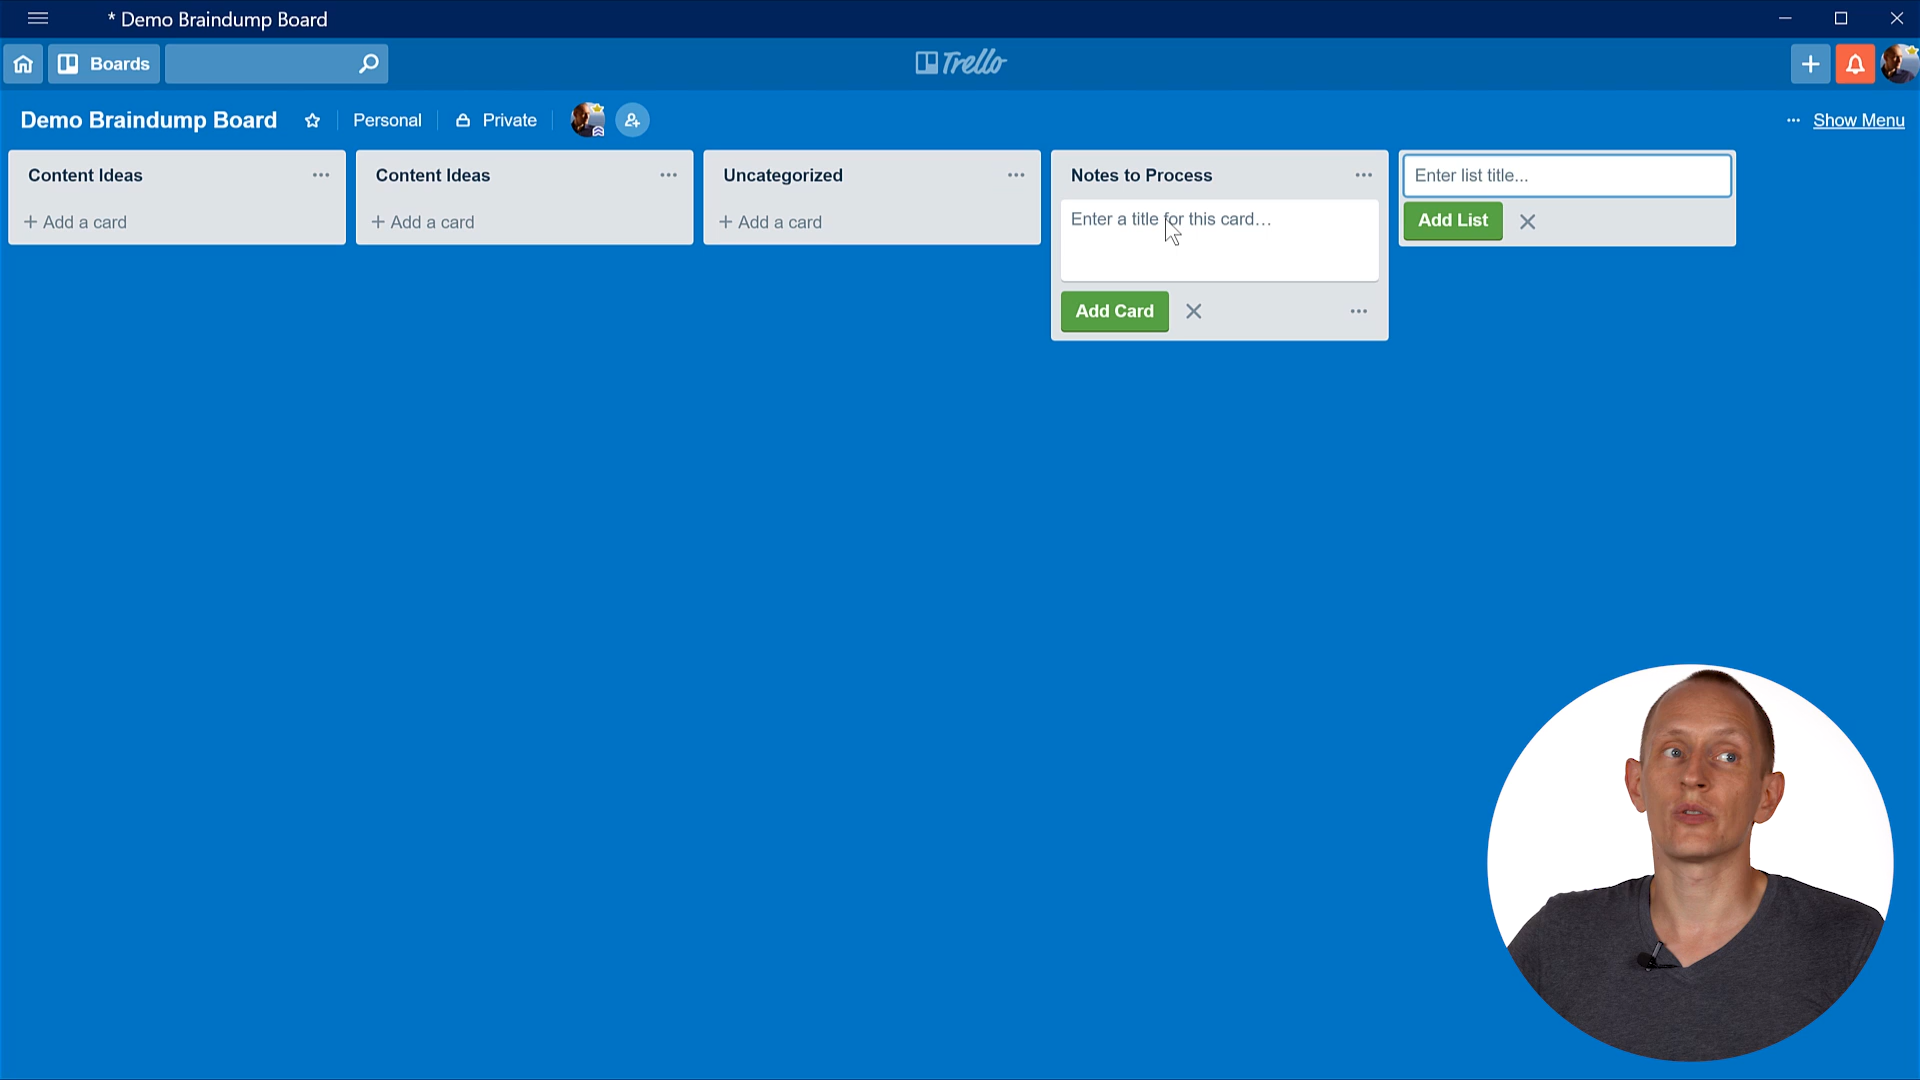 * Demo Braindump Board
Boards
Trello
Demo Braindump Board
Personal
Private
Show Menu
Content Ideas
+ Add a card
Content Ideas
+ Add a card
Uncategorized
+ Add a card
Notes to Process
Enter a title for this card…
Add Card
Enter list title...
Add List